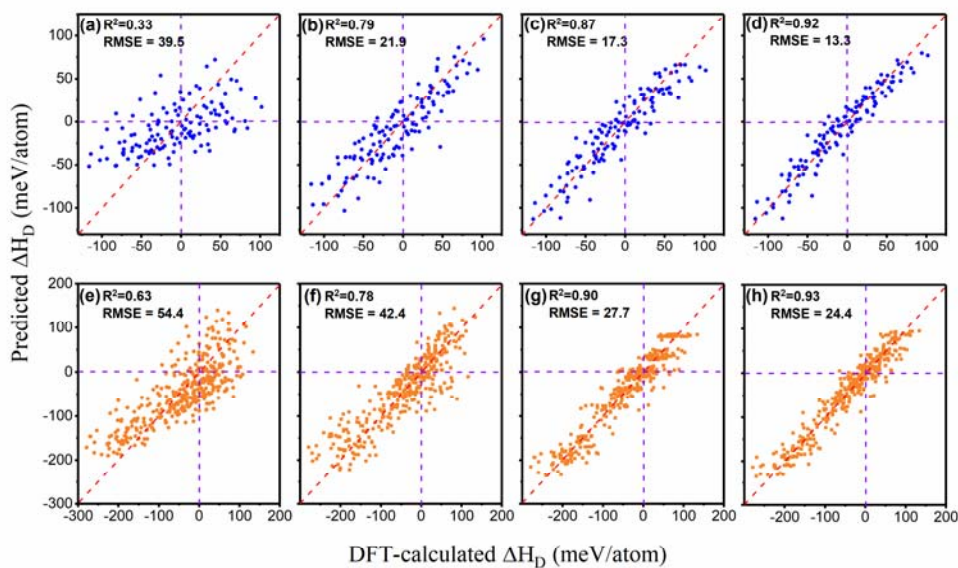 Predicted ΔH_D (meV/atom)
(a) R²=0.33
RMSE = 39.5
(b) R²=0.79
RMSE = 21.9
(c) R²=0.87
RMSE = 17.3
(d) R²=0.92
RMSE = 13.3
100
50
0
-50
-100
-100 -50 0 50 100
-100 -50 0 50 100
-100 -50 0 50 100
-100 -50 0 50 100
(e) R²=0.63
RMSE = 54.4
(f) R²=0.78
RMSE = 42.4
(g) R²=0.90
RMSE = 27.7
(h) R²=0.93
RMSE = 24.4
200
100
0
-100
-200
-300
-300 -200 -100 0 100 200
-300 -200 -100 0 100 200
-300 -200 -100 0 100 200
-300 -200 -100 0 100 200
DFT-calculated ΔH_D (meV/atom)